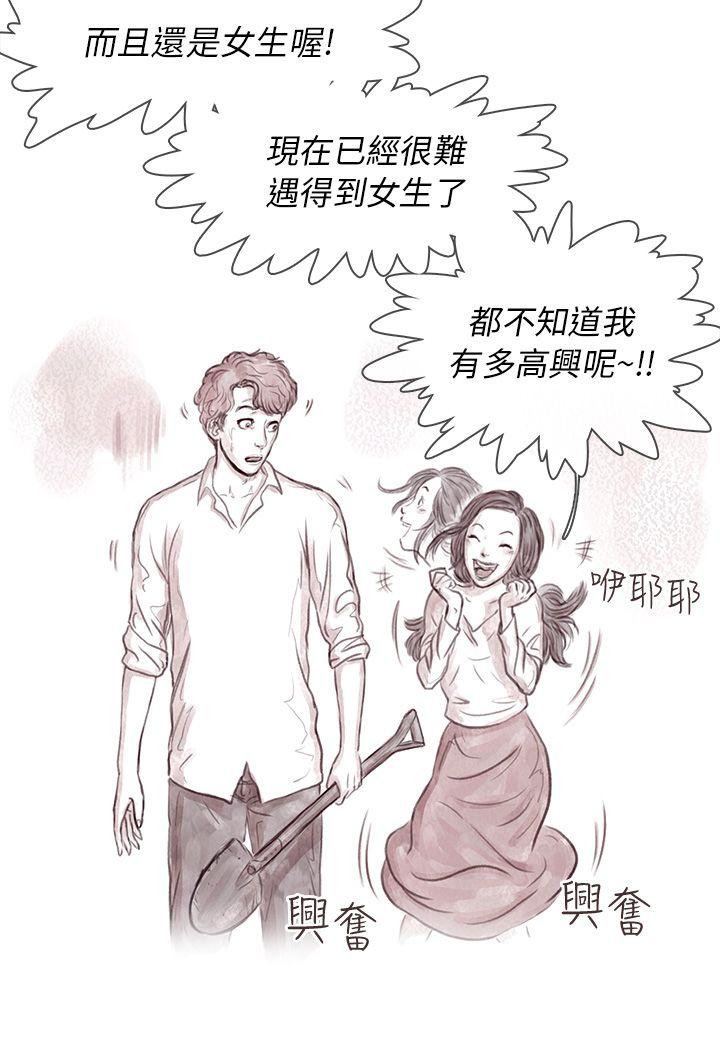 而且還是女生喔!
現在已經很難
遇得到女生了
都不知道我
有多高興呢~!!
咿耶耶
興奮
興奮